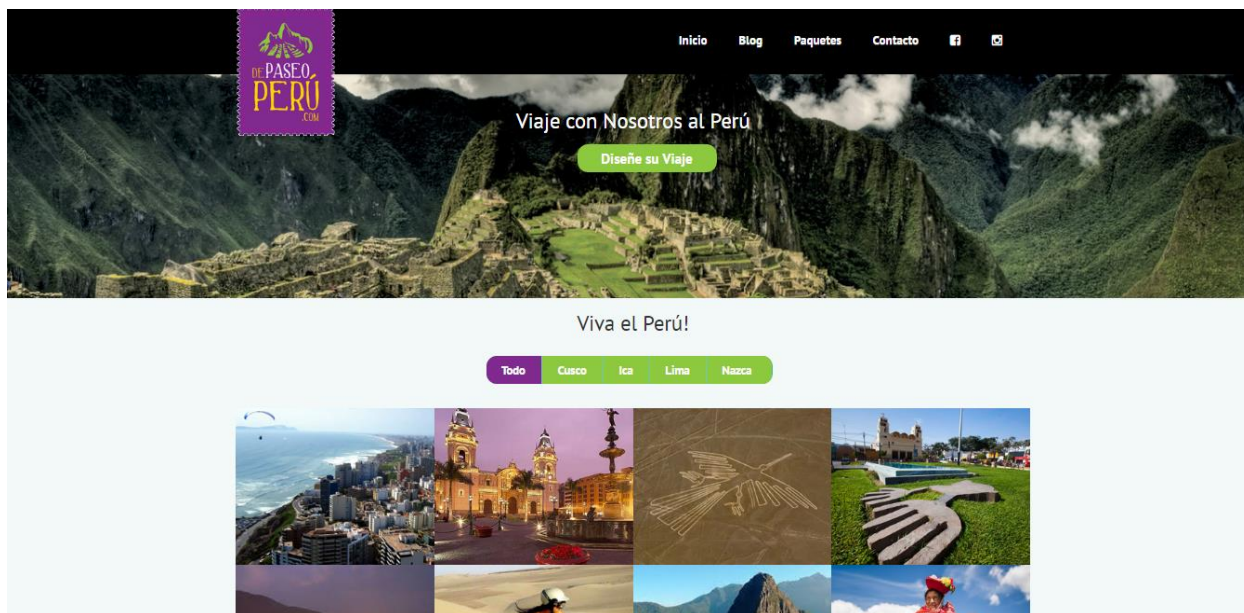 DE PASEO
PERÚ
.COM
Inicio Blog Paquetes Contacto
Viaje con Nosotros al Perú
Diseñe su Viaje
Viva el Perú!
Todo Cusco Ica Lima Nazca